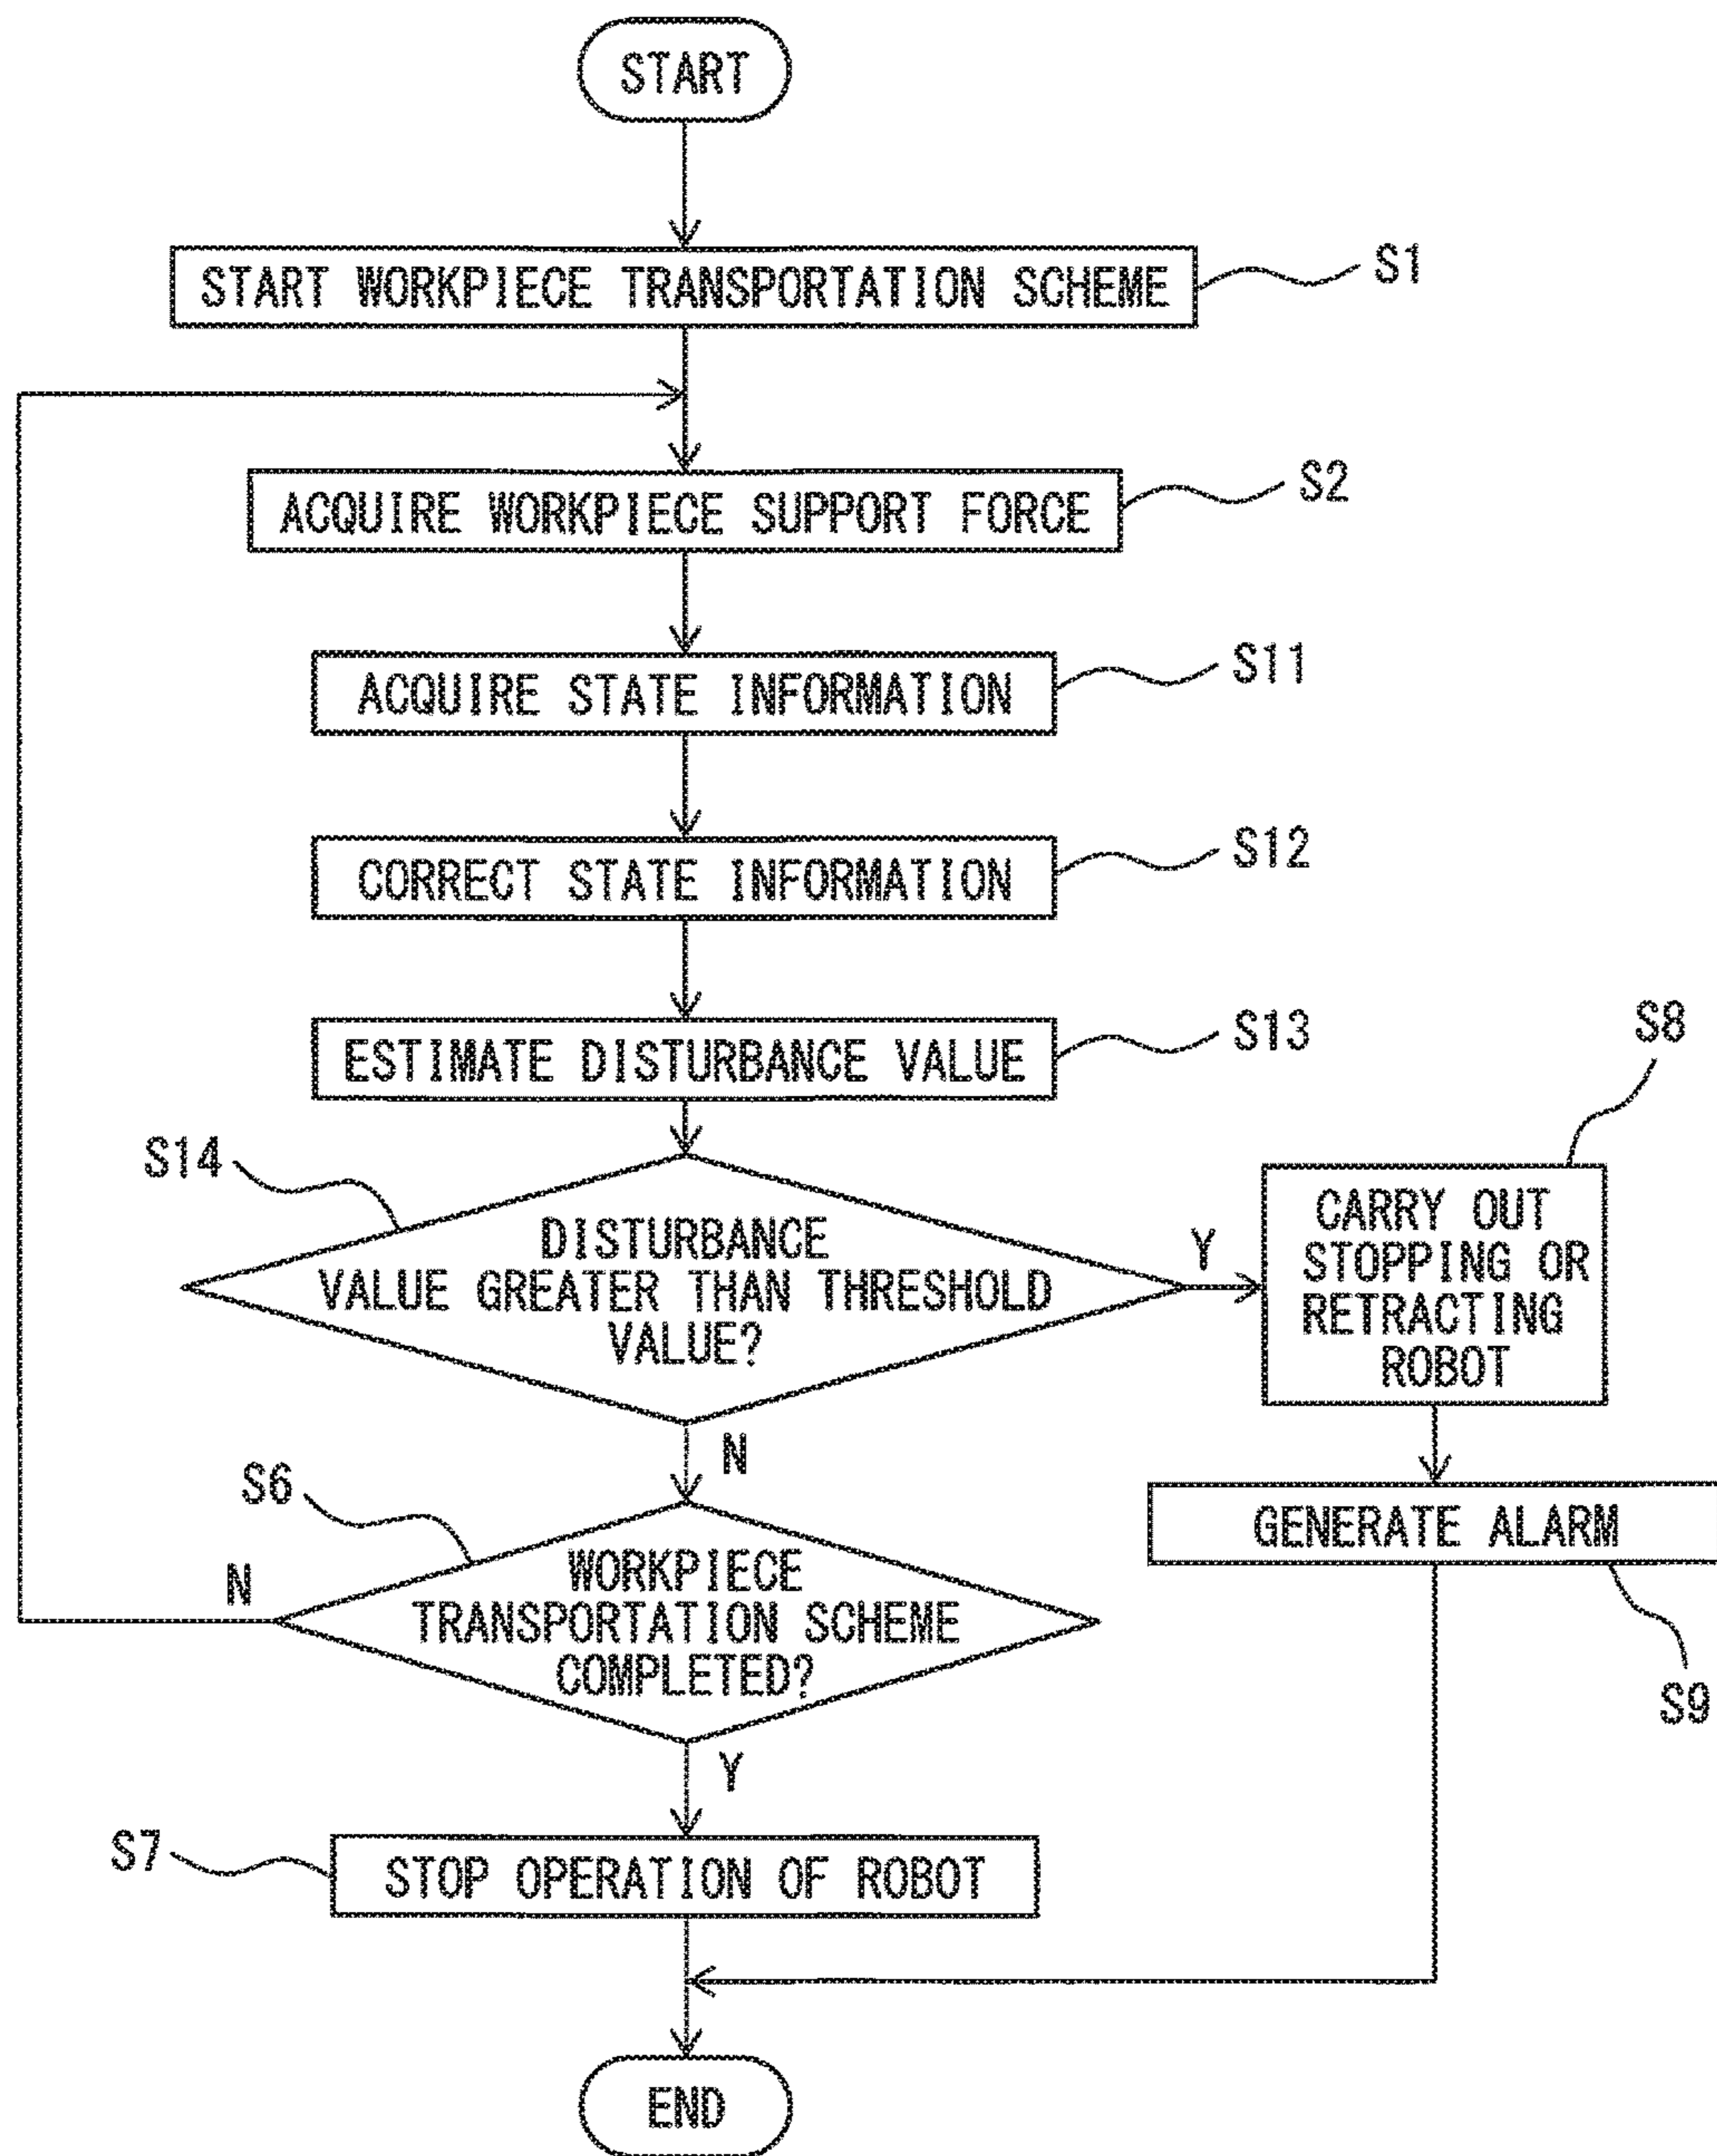 START
START WORKPIECE TRANSPORTATION SCHEME
S1
ACQUIRE WORKPIECE SUPPORT FORCE
S2
ACQUIRE STATE INFORMATION
S11
CORRECT STATE INFORMATION
S12
ESTIMATE DISTURBANCE VALUE
S13
S14
DISTURBANCE
VALUE GREATER THAN THRESHOLD
VALUE?
Y
N
S8
CARRY OUT
STOPPING OR
RETRACTING
ROBOT
GENERATE ALARM
S9
S6
WORKPIECE
TRANSPORTATION SCHEME
COMPLETED?
N
Y
S7
STOP OPERATION OF ROBOT
END